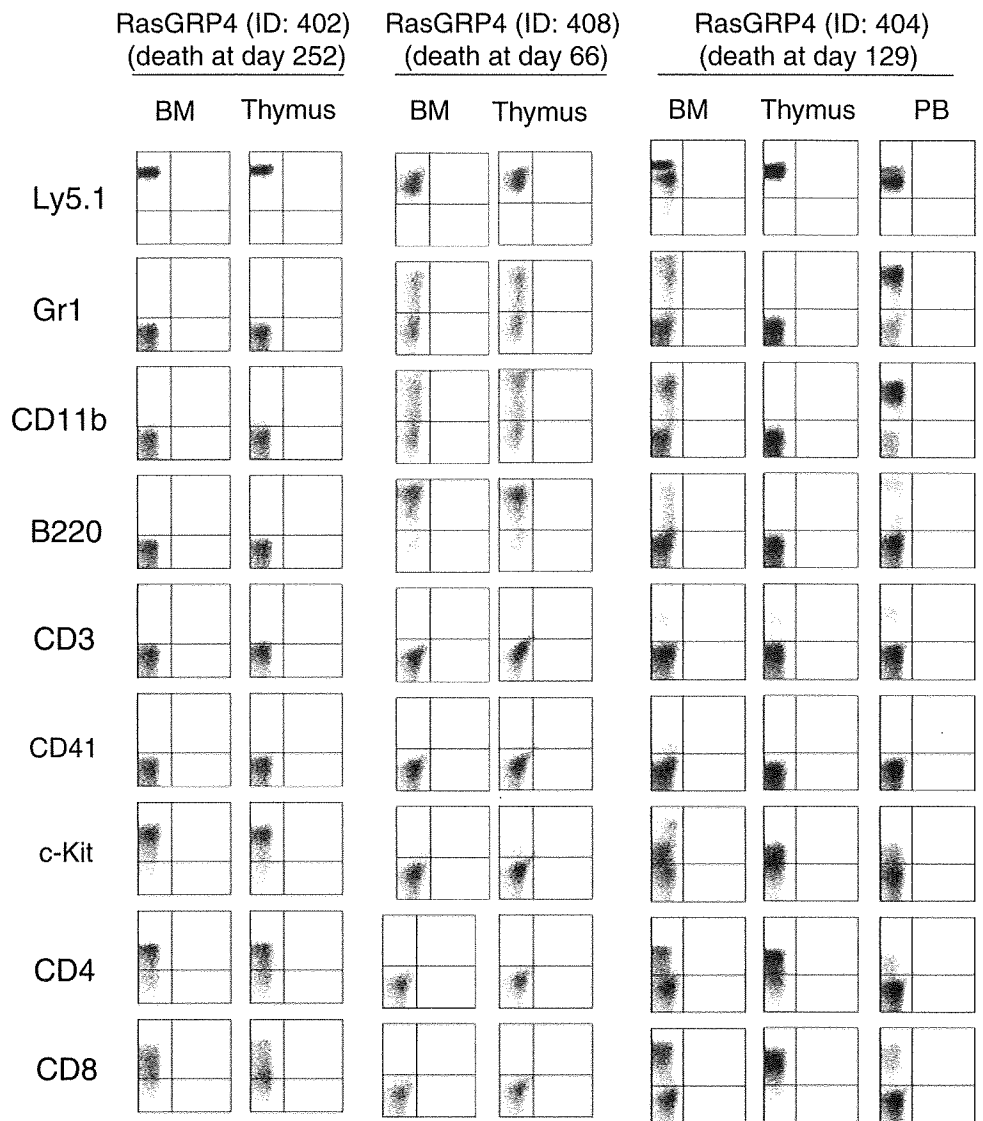 RasGRP4 (ID: 402)
(death at day 252)
RasGRP4 (ID: 408)
(death at day 66)
RasGRP4 (ID: 404)
(death at day 129)
BM
Thymus
BM
Thymus
BM
Thymus
PB
Ly5.1
Gr1
CD11b
B220
CD3
CD41
c-Kit
CD4
CD8